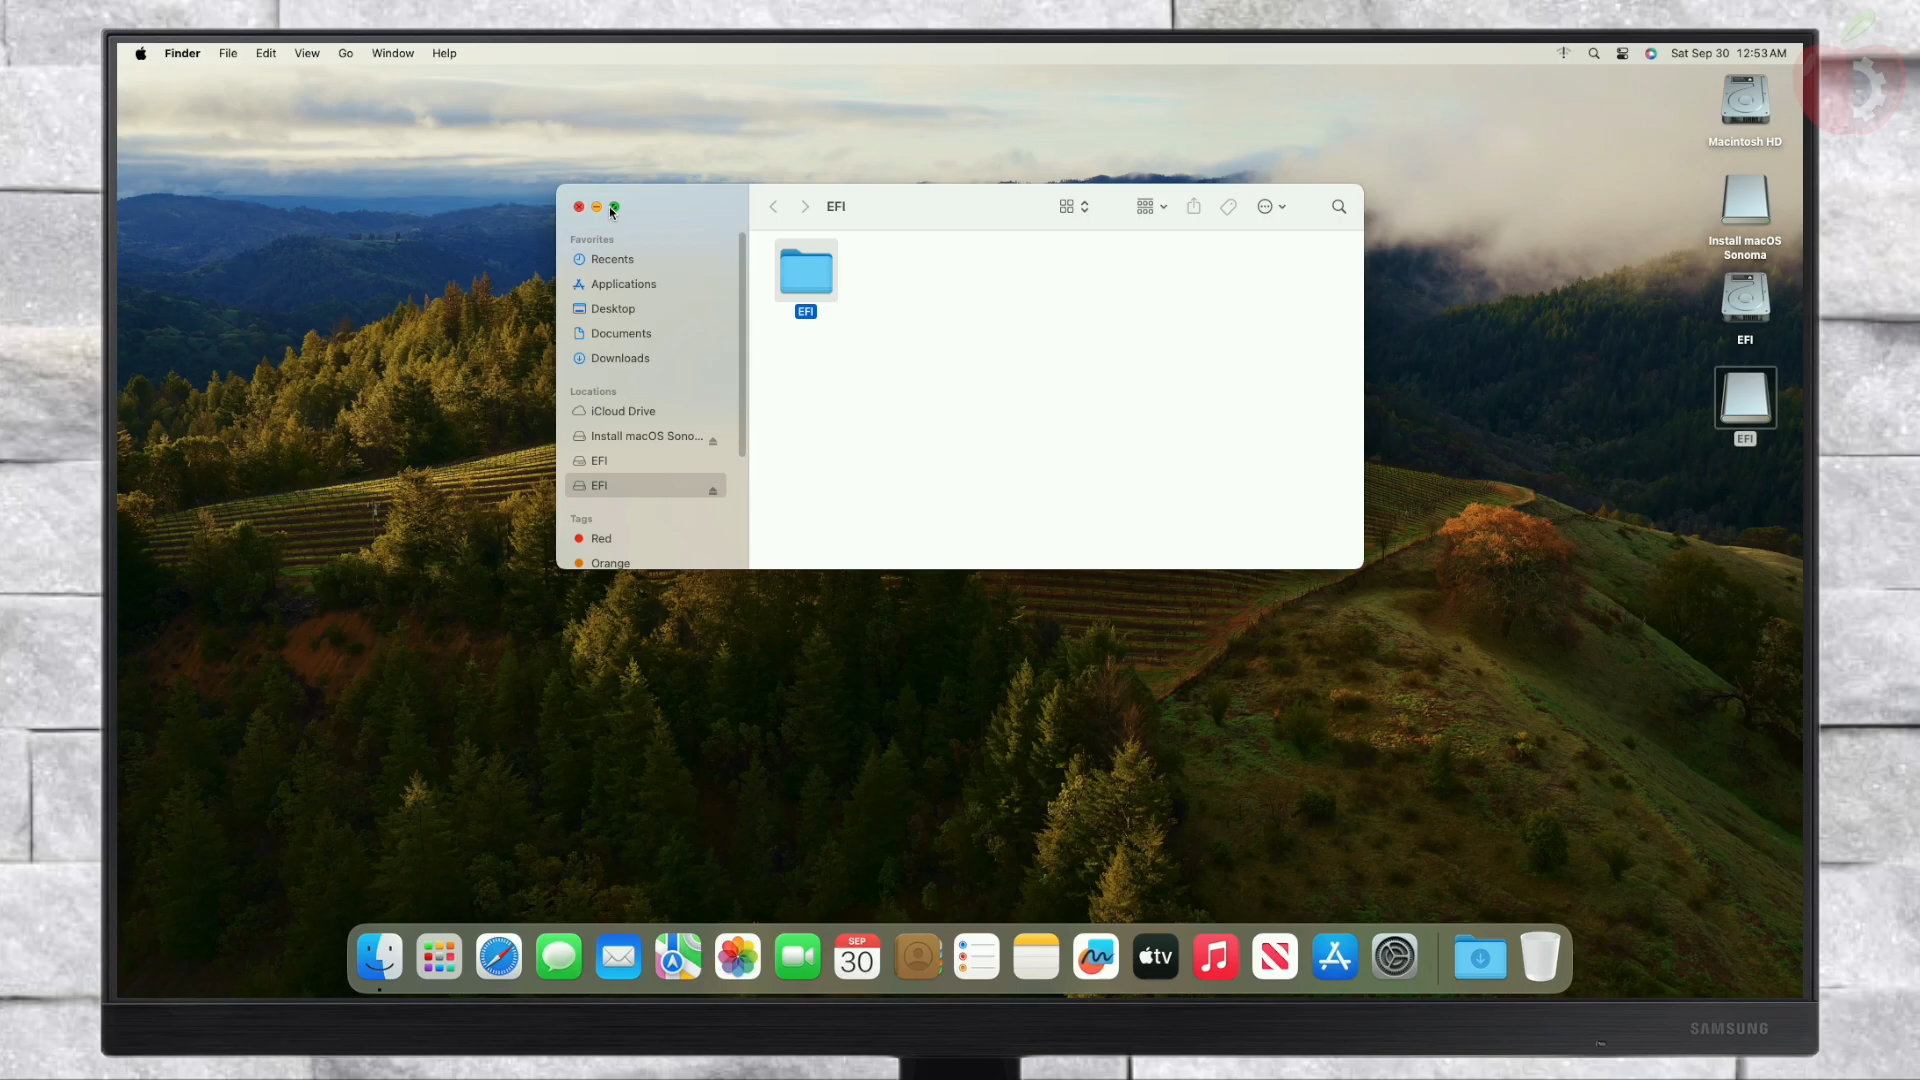 Finder File Edit View Go Window Help
Sat Sep 30 12:53 AM
Macintosh HD
Install macOS
Sonoma
EFI
EFI
EFI
EFI
Favorites
Recents
Applications
Desktop
Documents
Downloads
Locations
iCloud Drive
Install macOS Sono...
EFI
EFI
Tags
Red
Orange
SEP
30
tv
SAMSUNG